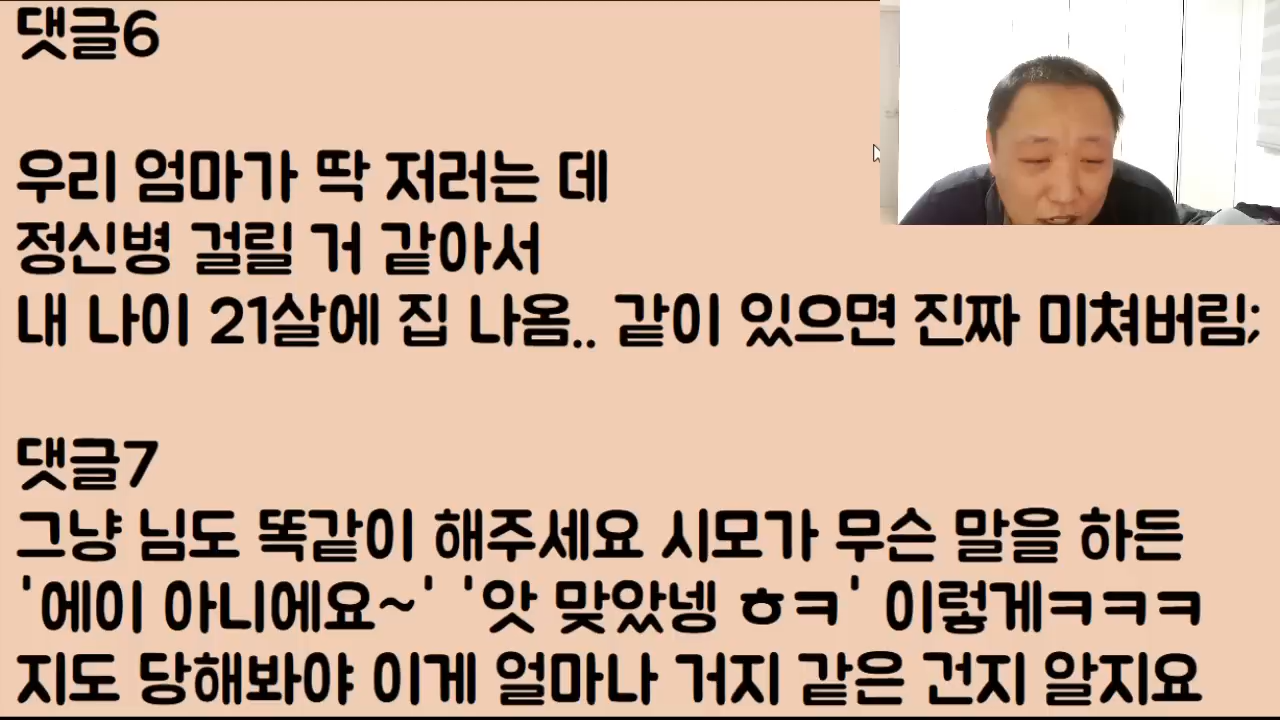 댓글6
우리 엄마가 딱 저러는 데
정신병 걸릴 거 같아서
내 나이 21살에 집 나옴.. 같이 있으면 진짜 미쳐버림;
댓글7
그냥 님도 똑같이 해주세요 시모가 무슨 말을 하든
'에이 아니에요~' '앗 맞았넹 ㅎㅋ' 이렇게ㅋㅋㅋ
지도 당해봐야 이게 얼마나 거지 같은 건지 알지요